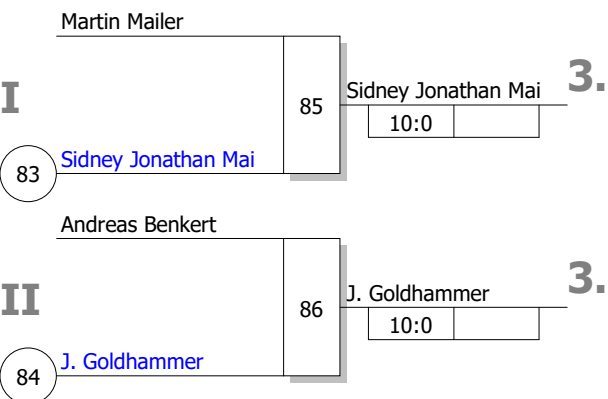 Martin Mailer
I
85
Sidney Jonathan Mai
3.
10:0
83
Sidney Jonathan Mai
Andreas Benkert
II
86
J. Goldhammer
3.
10:0
84
J. Goldhammer